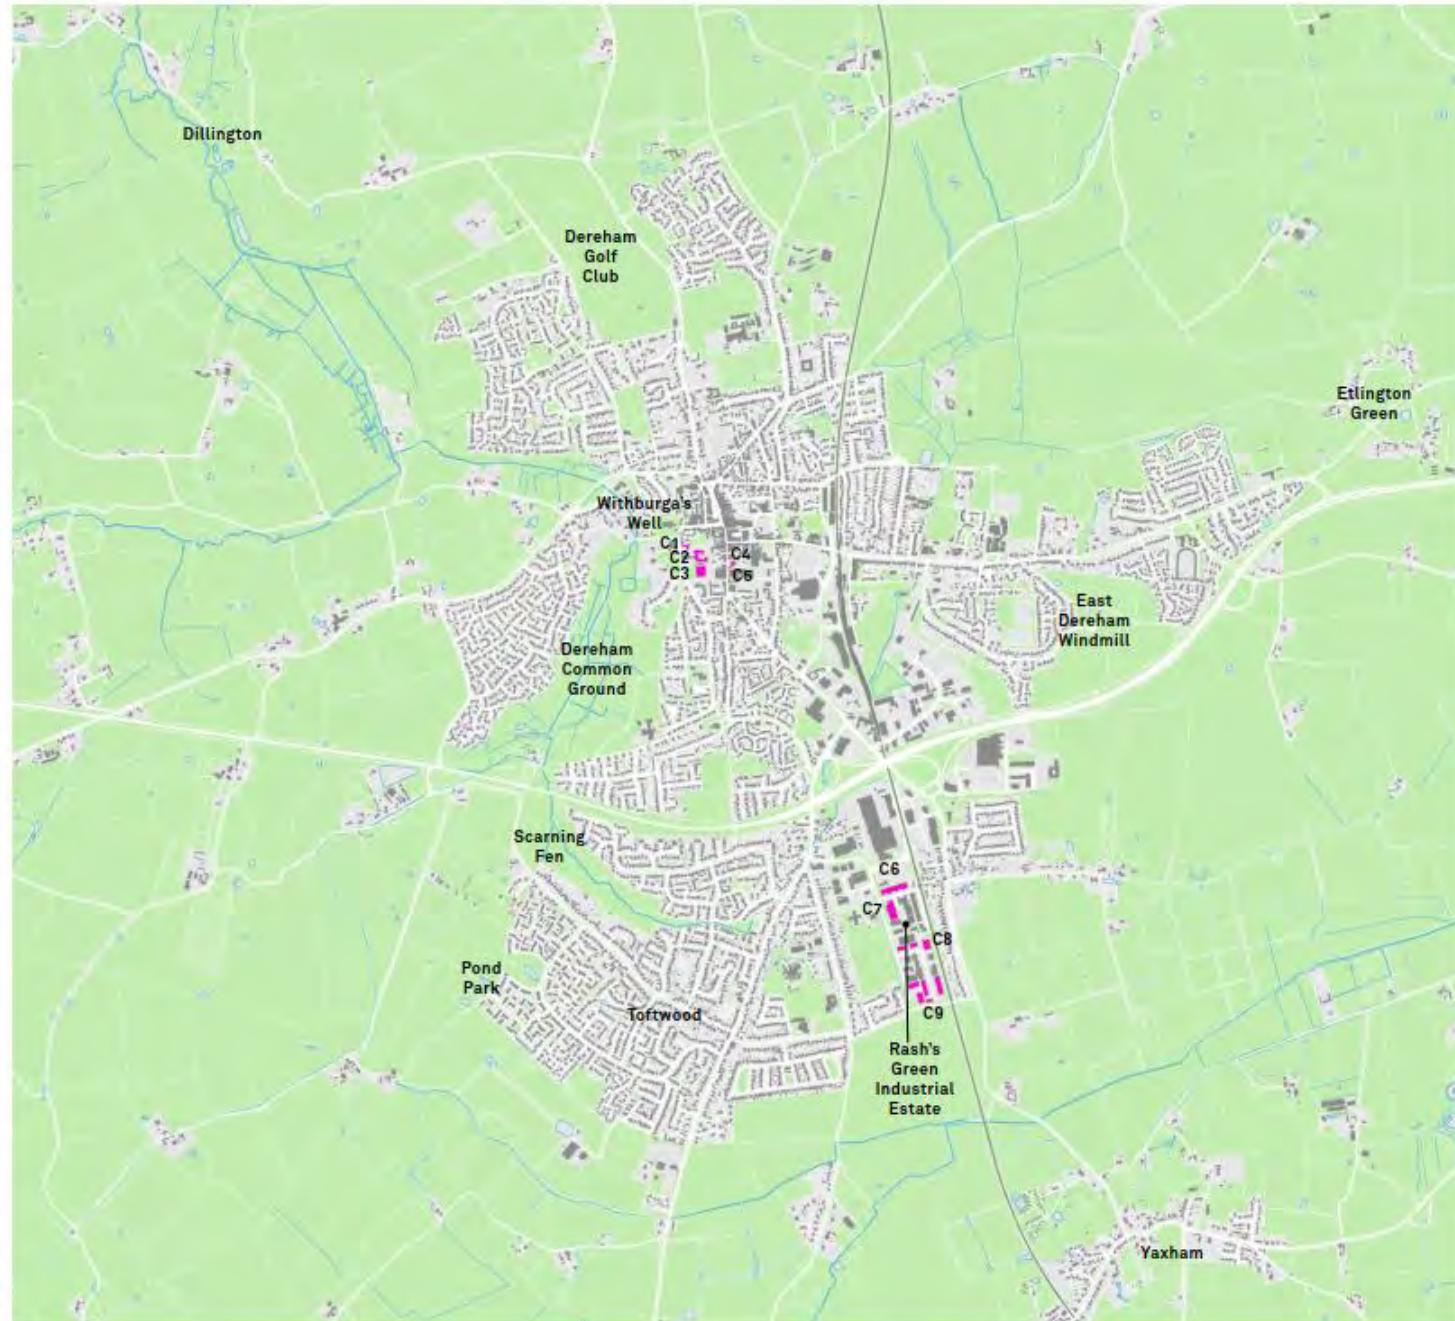 Dillington
Dereham
Golf
Club
Etlington
Green
Withburga's
Well
C1
C2
C3
C4
C5
East
Dereham
Windmill
Dereham
Common
Ground
Scarning
Fen
C6
C7
C8
Pond
Park
Toftwood
C9
Rash's
Green
Industrial
Estate
Yaxham